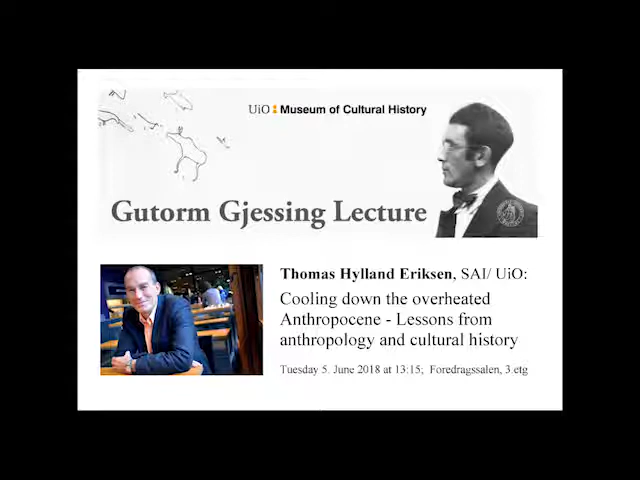 UiO Museum of Cultural History
Gutorm Gjessing Lecture
Thomas Hylland Eriksen, SAI/ UiO:
Cooling down the overheated
Anthropocene - Lessons from
anthropology and cultural history
Tuesday 5. June 2018 at 13:15; Foredragssalen, 3.etg